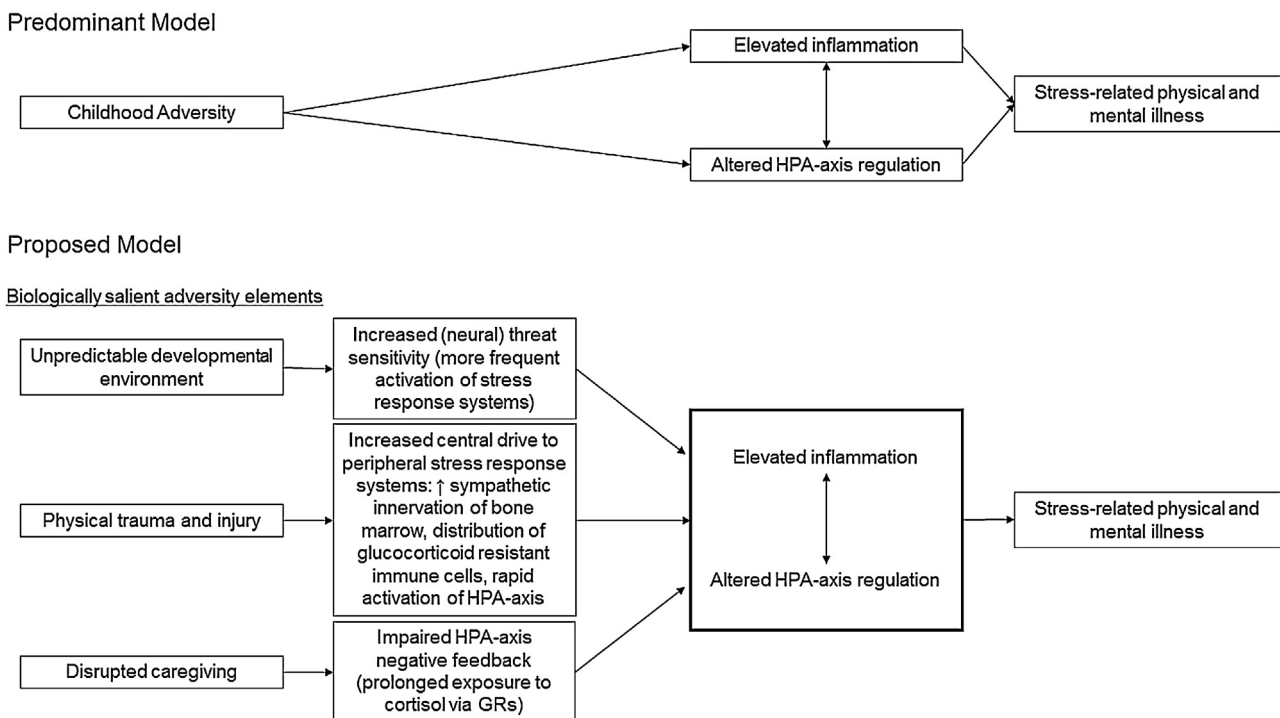 Predominant Model
Childhood Adversity
Elevated inflammation
Altered HPA-axis regulation
Stress-related physical and
mental illness
Proposed Model
Biologically salient adversity elements
Unpredictable developmental
environment
Increased (neural) threat
sensitivity (more frequent
activation of stress
response systems)
Physical trauma and injury
Increased central drive to
peripheral stress response
systems: ↑ sympathetic
innervation of bone
marrow, distribution of
glucocorticoid resistant
immune cells, rapid
activation of HPA-axis
Disrupted caregiving
Impaired HPA-axis
negative feedback
(prolonged exposure to
cortisol via GRs)
Elevated inflammation
Altered HPA-axis regulation
Stress-related physical and
mental illness